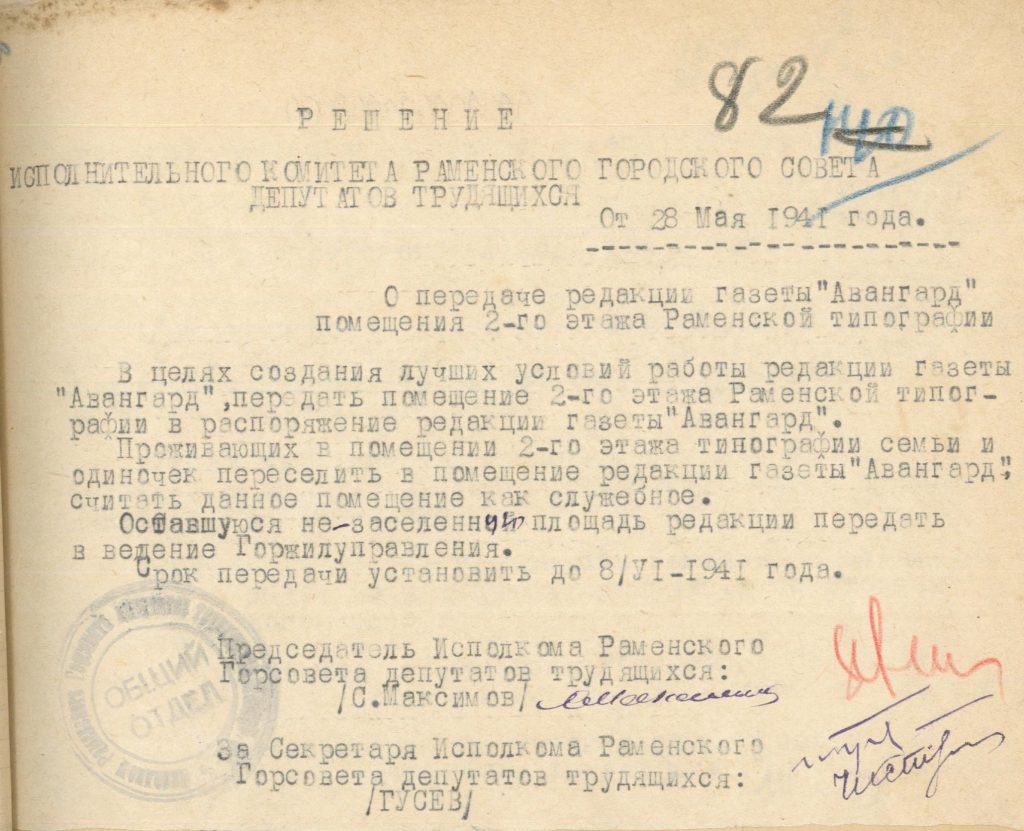 82
РЕШЕНИЕ
ИСПОЛНИТЕЛЬНОГО КОМИТЕТА РАМЕНСКОГО ГОРОДСКОГО СОВЕТА
ДЕПУТАТОВ ТРУДЯЩИХСЯ
От 28 Мая 1941 года.
О передаче редакции газеты"Авангард"
помещения 2-го этажа Раменской типографии
В целях создания лучших условий работы редакции газеты
"Авангард",передать помещение 2-го этажа Раменской типог-
рафии в распоряжение редакции газеты"Авангард".
Проживающих в помещении 2-го этажа типографии семьи и
одиночек переселить в помещение редакции газеты"Авангард",
считать данное помещение как служебное.
Оставшуюся не-заселенную площадь редакции передать
в ведение Горжилуправления.
Срок передачи установить до 8/VI-1941 года.
Председатель Исполкома Раменского
Горсовета депутатов трудящихся:
/С.Максимов/
За Секретаря Исполкома Раменского
Горсовета депутатов трудящихся:
/ГУСЕВ/
ОБЩИЙ
ОТДЕЛ